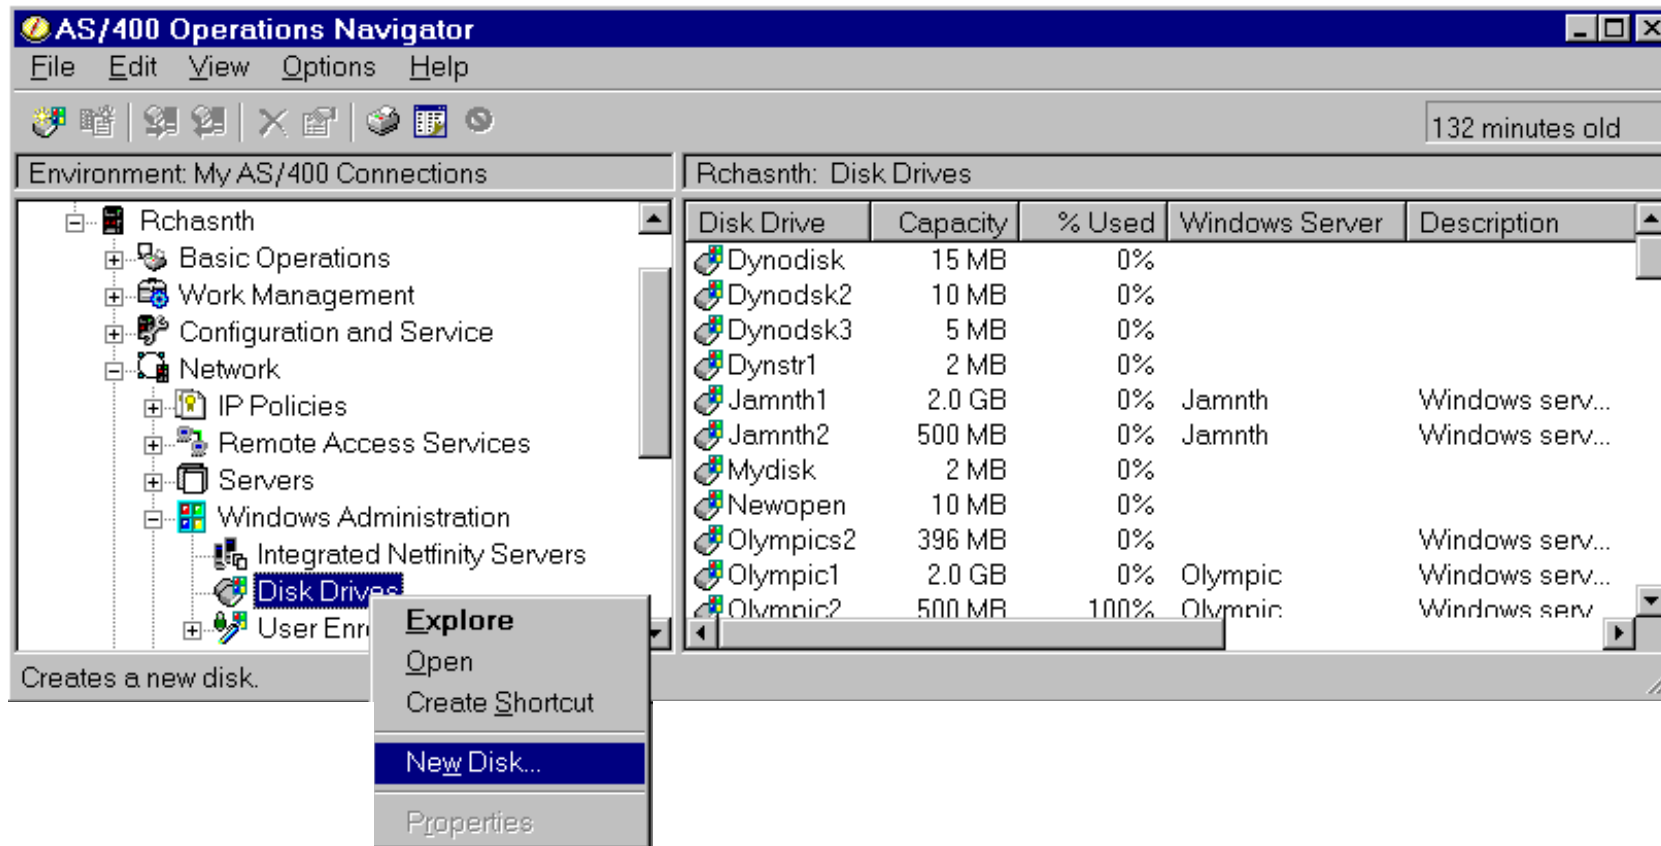 AS/400 Operations Navigator
File Edit View Options Help
132 minutes old
Environment: My AS/400 Connections
Rchasnth: Disk Drives
Rchasnth
Basic Operations
Work Management
Configuration and Service
Network
IP Policies
Remote Access Services
Servers
Windows Administration
Integrated Netfinity Servers
Disk Drives
User
Disk Drive Capacity % Used Windows Server Description
Dynodisk 15 MB 0%
Dynodsk2 10 MB 0%
Dynodsk3 5 MB 0%
Dynstr1 2 MB 0%
Jamnth1 2.0 GB 0% Jamnth Windows serv...
Jamnth2 500 MB 0% Jamnth Windows serv...
Mydisk 2 MB 0%
Newopen 10 MB 0%
Olympics2 396 MB 0% Windows serv...
Olympic1 2.0 GB 0% Olympic Windows serv...
Olympic2 500 MB 100% Olympic Windows serv
Explore
Open
Create Shortcut
New Disk...
Properties
Creates a new disk.